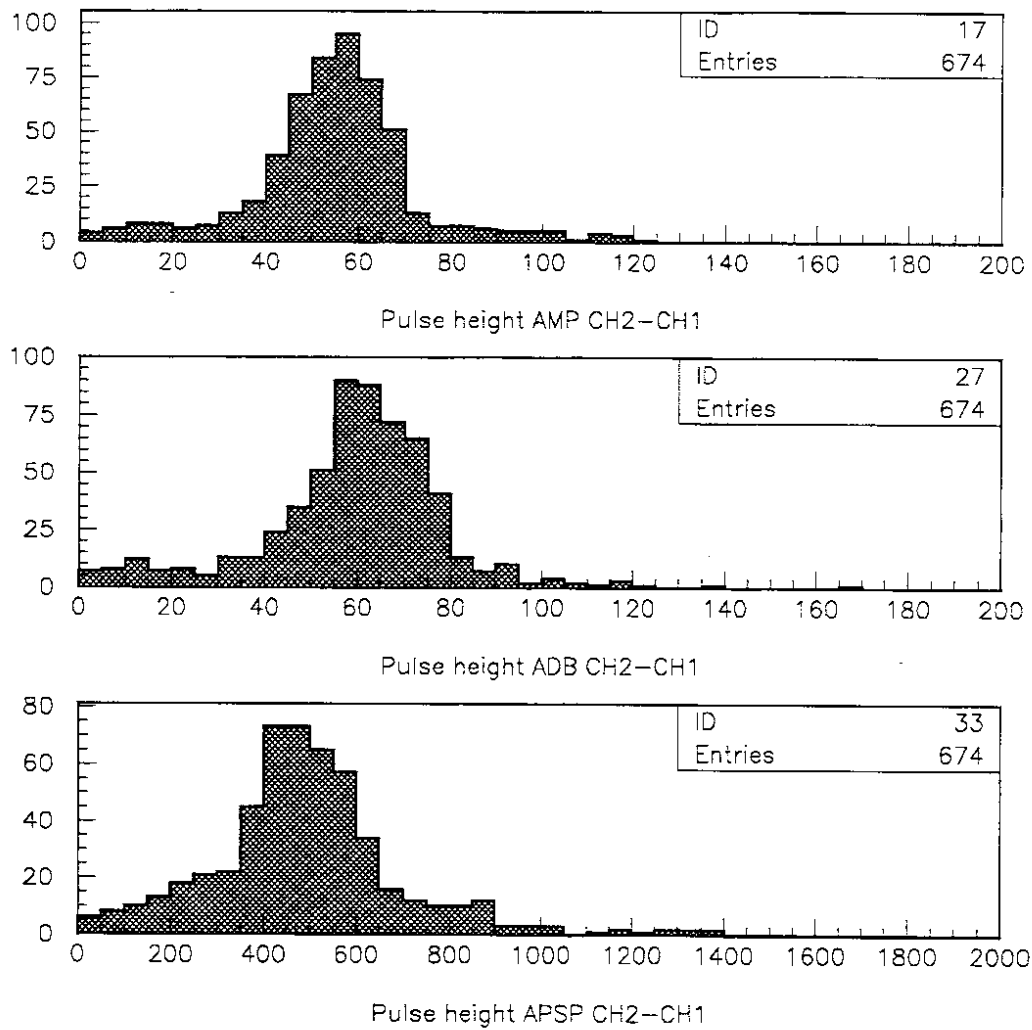 100
75
50
25
0
ID 17
Entries 674
0 20 40 60 80 100 120 140 160 180 200
Pulse height AMP CH2-CH1
100
75
50
25
0
ID 27
Entries 674
0 20 40 60 80 100 120 140 160 180 200
Pulse height ADB CH2-CH1
80
60
40
20
0
ID 33
Entries 674
0 200 400 600 800 1000 1200 1400 1600 1800 2000
Pulse height APSP CH2-CH1